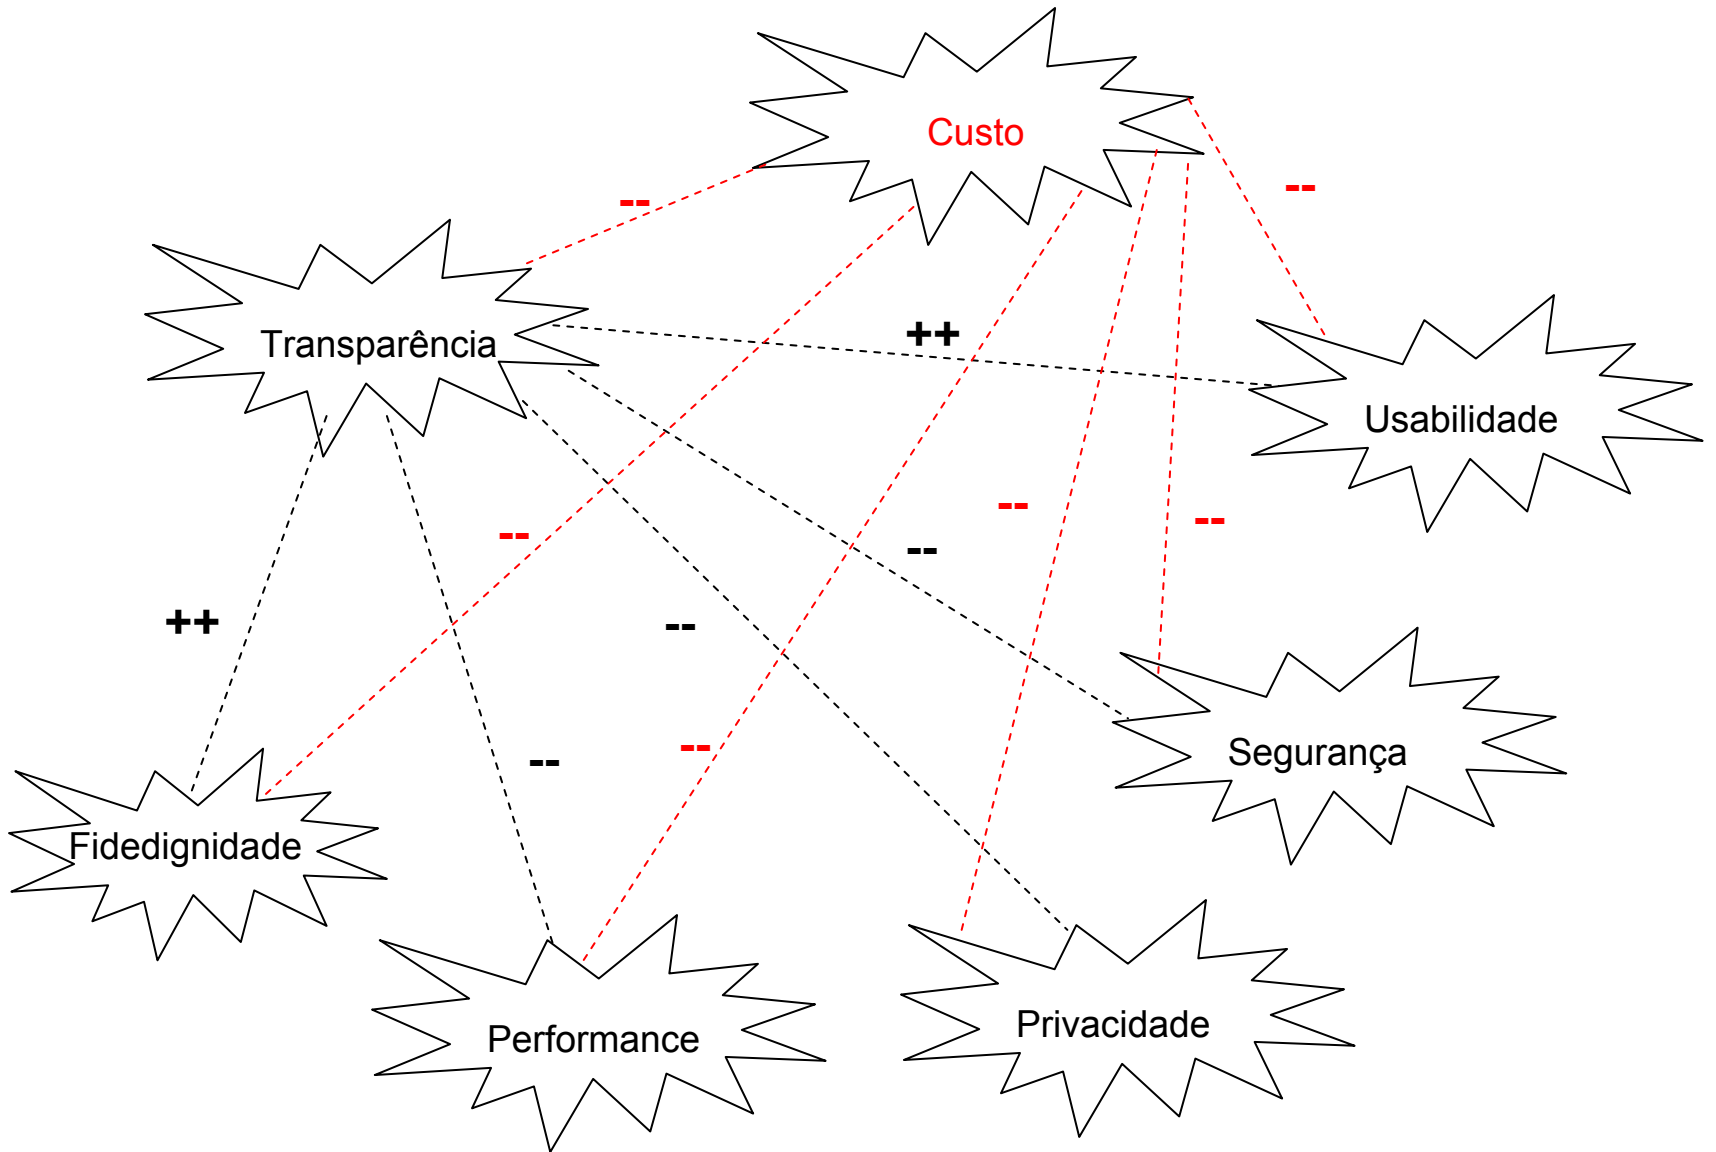 Custo
--
--
Transparência
++
Usabilidade
--
--
--
--
++
--
--
--
Segurança
--
Fidedignidade
Privacidade
Performance